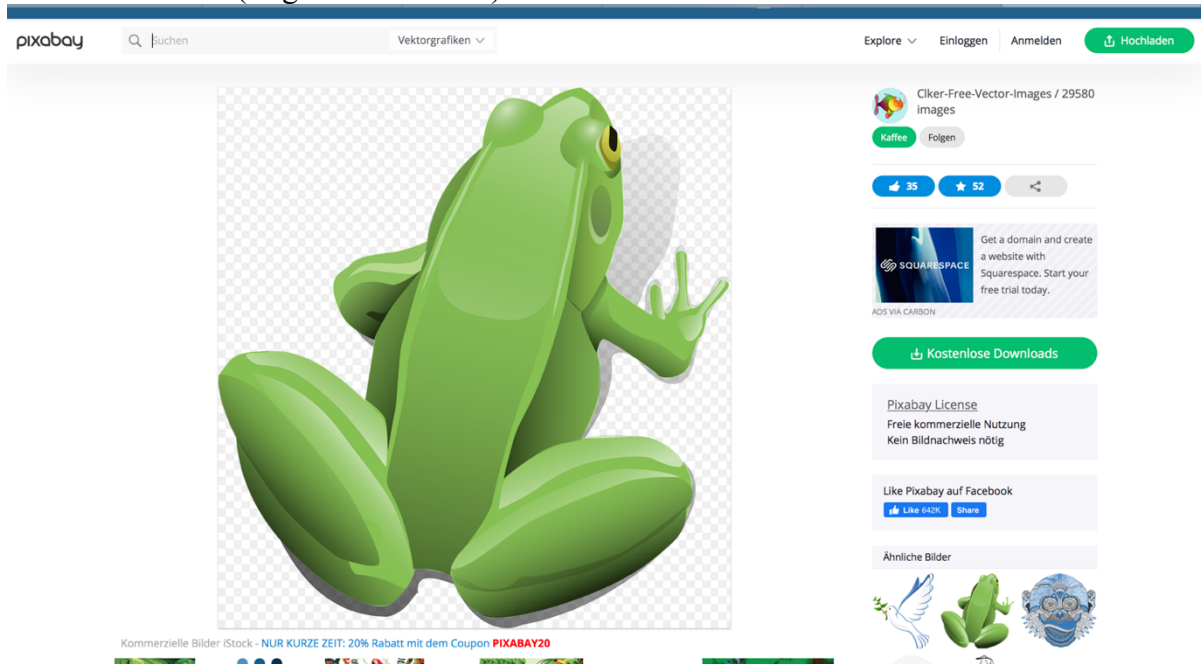 pixabay
Suchen
Vektorgrafiken
Explore
Einloggen
Anmelden
Hochladen
Clker-Free-Vector-Images / 29580
images
Kaffee
Folgen
35
52
SQUARESPACE
Get a domain and create
a website with
Squarespace. Start your
free trial today.
ADS VIA CARBON
Kostenlose Downloads
Pixabay License
Freie kommerzielle Nutzung
Kein Bildnachweis nötig
Like Pixabay auf Facebook
Like 642K
Share
Ähnliche Bilder
Kommerzielle Bilder iStock - NUR KURZE ZEIT: 20% Rabatt mit dem Coupon PIXABAY20